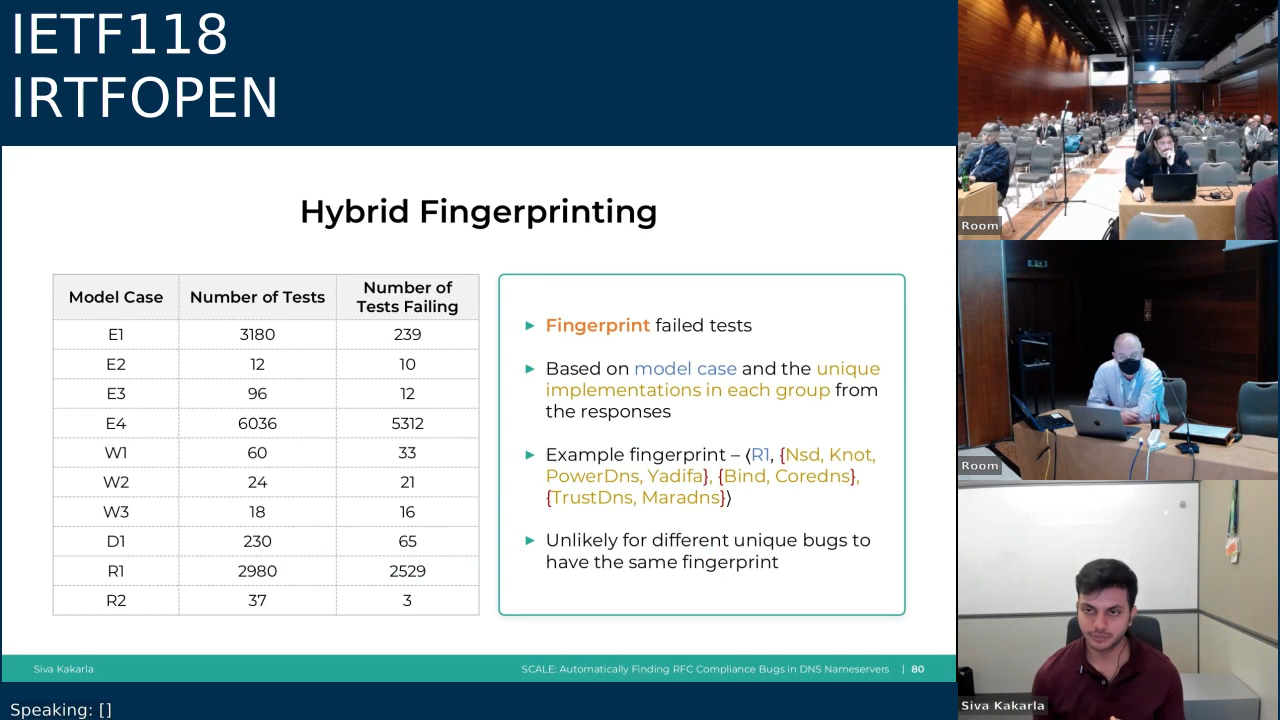 IETF118
IRTFOPEN
Hybrid Fingerprinting
Model Case Number of Tests Number of Tests Failing
E1 3180 239
E2 12 10
E3 96 12
E4 6036 5312
W1 60 33
W2 24 21
W3 18 16
D1 230 65
R1 2980 2529
R2 37 3
► Fingerprint failed tests
► Based on model case and the unique
implementations in each group from
the responses
► Example fingerprint – ⟨R1, {Nsd, Knot,
PowerDns, Yadifa}, {Bind, Coredns},
{TrustDns, Maradns}⟩
► Unlikely for different unique bugs to
have the same fingerprint
Siva Kakarla SCALE: Automatically Finding RFC Compliance Bugs in DNS Nameservers | 80
Speaking: []
Room
Room
Siva Kakarla